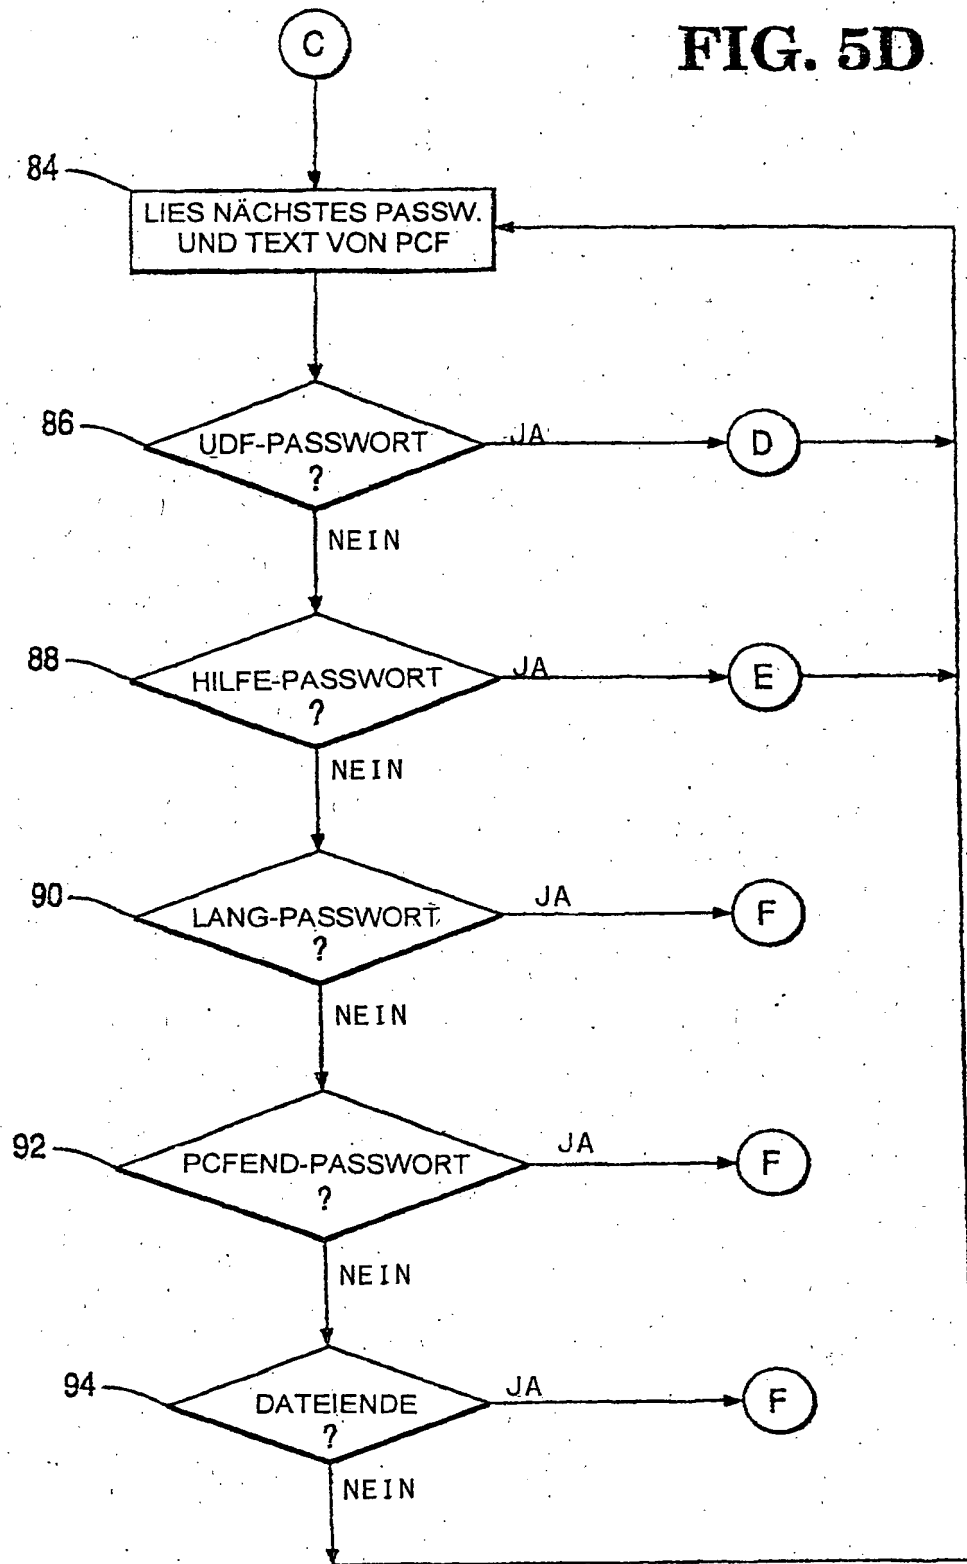 C
FIG. 5D
84
LIES NÄCHSTES PASSW.
UND TEXT VON PCF
86
UDF-PASSWORT
?
JA
D
NEIN
88
HILFE-PASSWORT
?
JA
E
NEIN
90
LANG-PASSWORT
?
JA
F
NEIN
92
PCFEND-PASSWORT
?
JA
F
NEIN
94
DATEIENDE
?
JA
F
NEIN